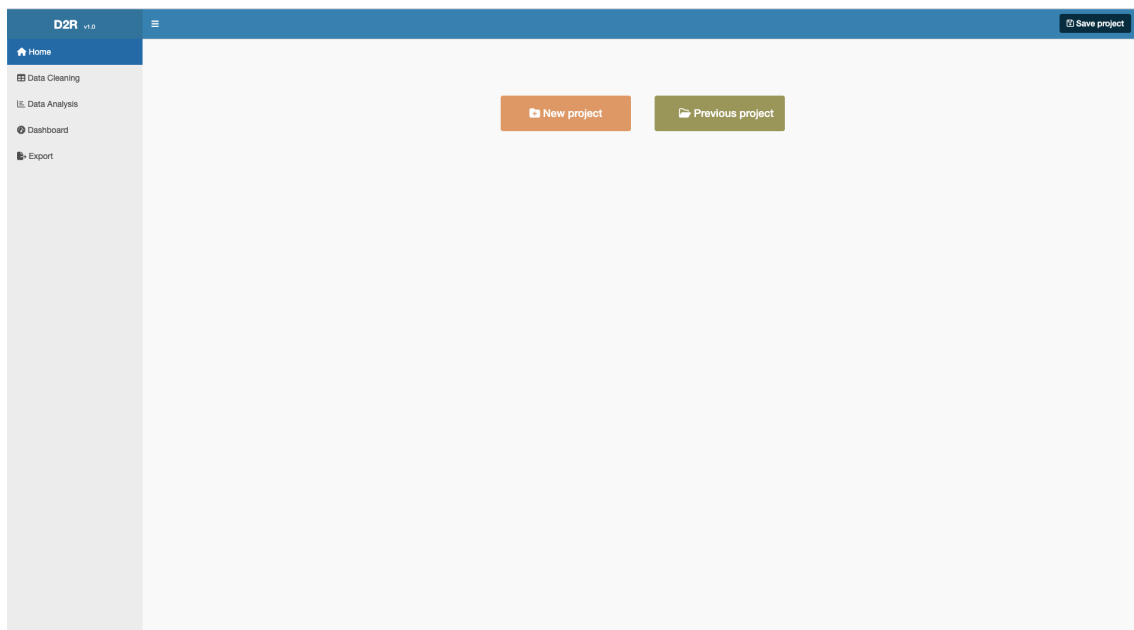 D2R v1.0
Save project
Home
Data Cleaning
Data Analysis
Dashboard
Export
New project
Previous project